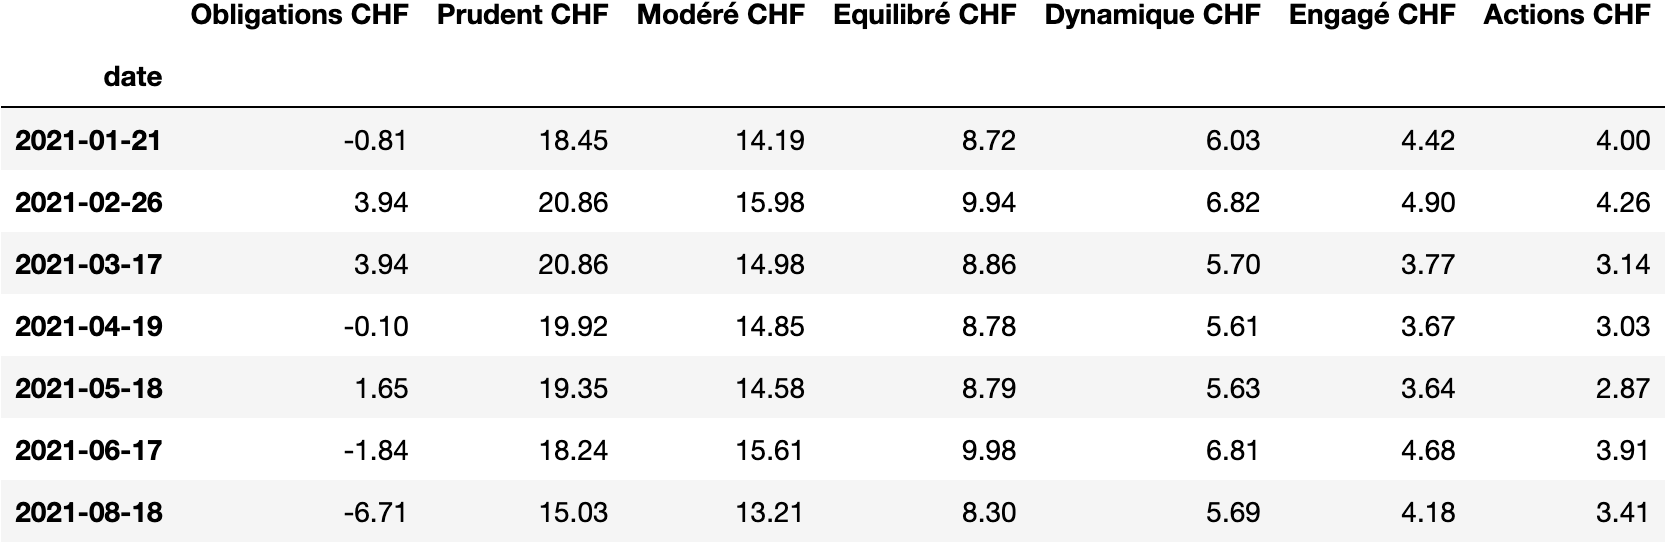 Obligations CHF Prudent CHF Modéré CHF Equilibré CHF Dynamique CHF Engagé CHF Actions CHF
date
2021-01-21 -0.81 18.45 14.19 8.72 6.03 4.42 4.00
2021-02-26 3.94 20.86 15.98 9.94 6.82 4.90 4.26
2021-03-17 3.94 20.86 14.98 8.86 5.70 3.77 3.14
2021-04-19 -0.10 19.92 14.85 8.78 5.61 3.67 3.03
2021-05-18 1.65 19.35 14.58 8.79 5.63 3.64 2.87
2021-06-17 -1.84 18.24 15.61 9.98 6.81 4.68 3.91
2021-08-18 -6.71 15.03 13.21 8.30 5.69 4.18 3.41